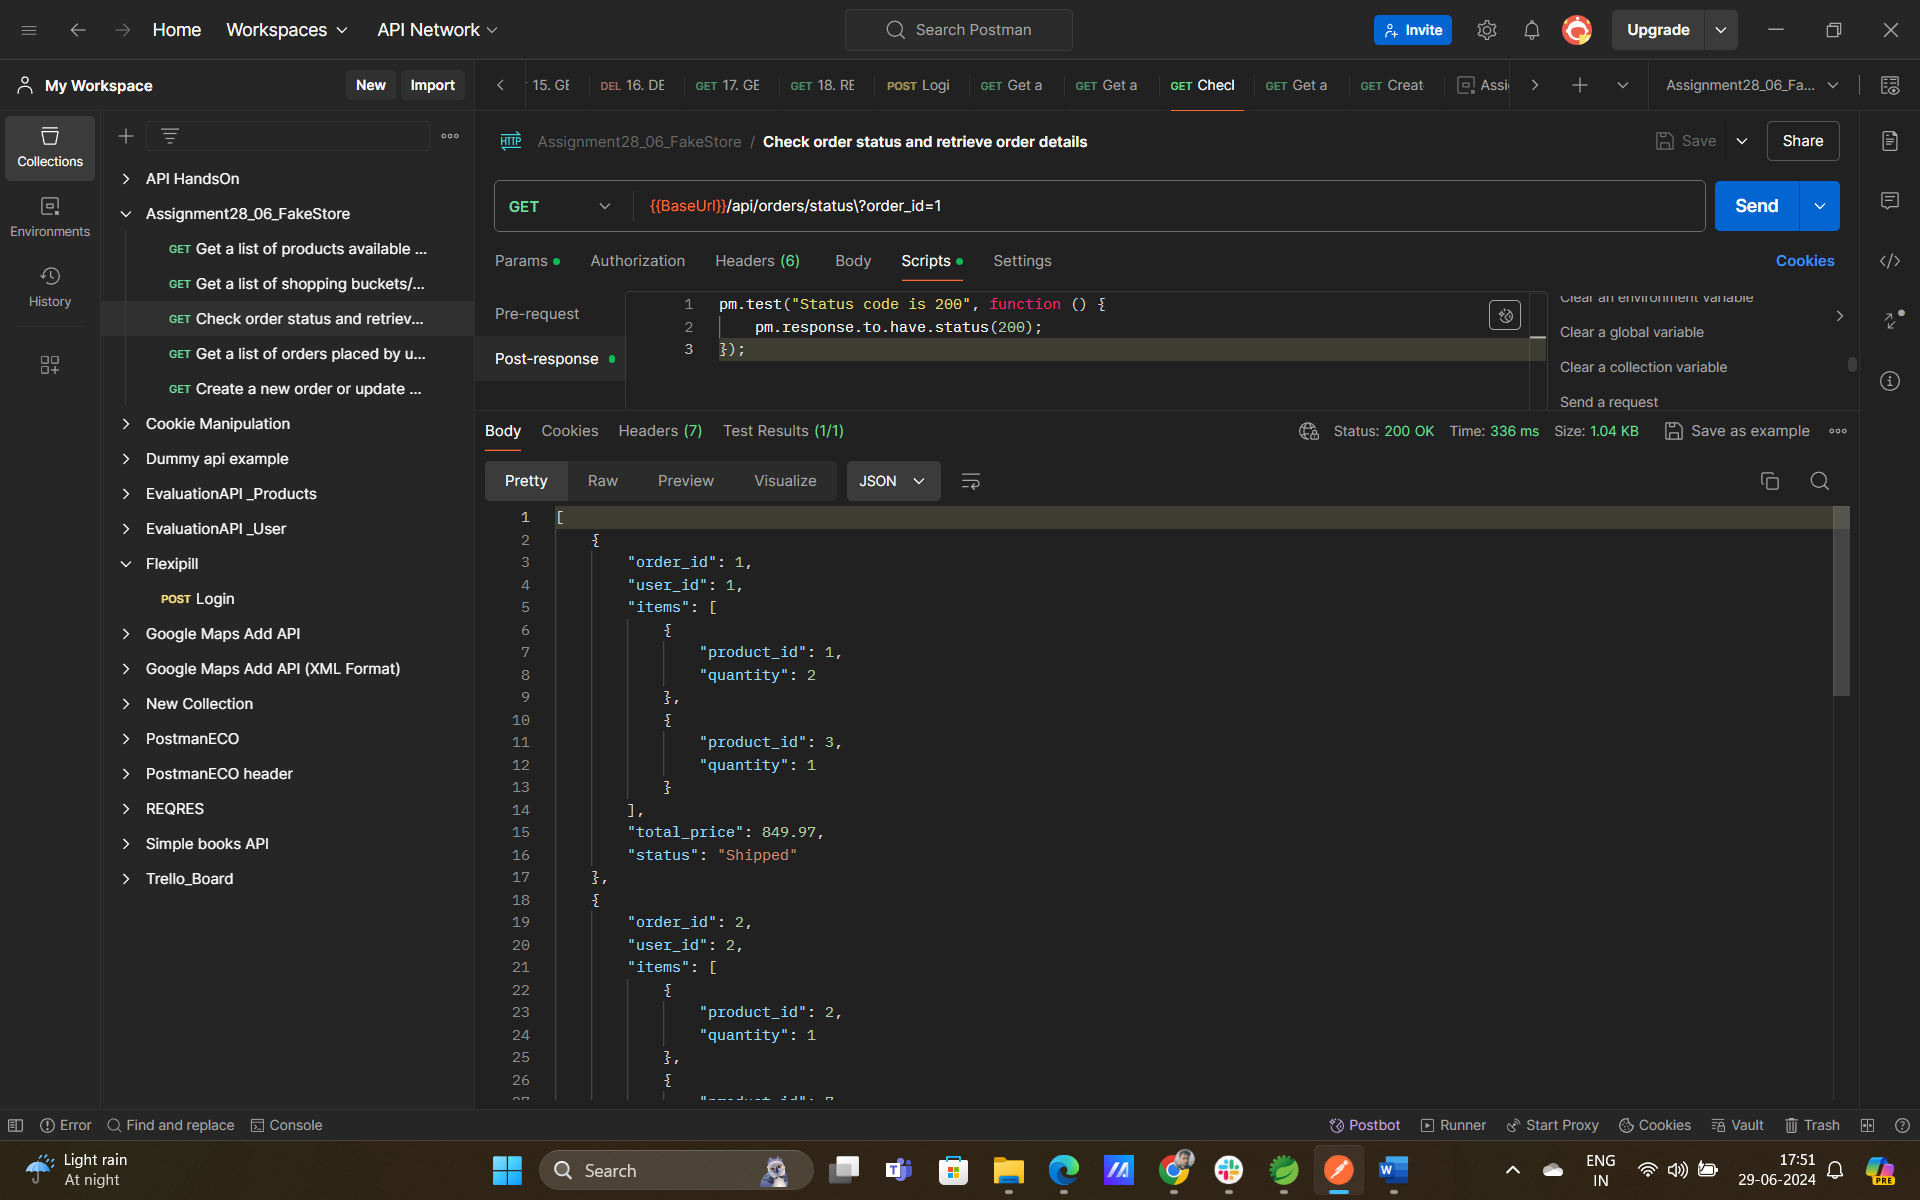 Home
Workspaces
API Network
Search Postman
Invite
Upgrade
My Workspace
New
Import
15. GE
DEL 16. DE
GET 17. GE
GET 18. RE
POST Logi
GET Get a
GET Get a
GET Checl
GET Get a
GET Creat
Assi
Assignment28_06_Fa...
Collections
Environments
History
API HandsOn
Assignment28_06_FakeStore
GET Get a list of products available ...
GET Get a list of shopping buckets/...
GET Check order status and retriev...
GET Get a list of orders placed by u...
GET Create a new order or update ...
Cookie Manipulation
Dummy api example
EvaluationAPI _Products
EvaluationAPI _User
Flexipill
POST Login
Google Maps Add API
Google Maps Add API (XML Format)
New Collection
PostmanECO
PostmanECO header
REQRES
Simple books API
Trello_Board
HTTP Assignment28_06_FakeStore / Check order status and retrieve order details
Save
Share
GET
{{BaseUrl}}/api/orders/status\?order_id=1
Send
Params
Authorization
Headers (6)
Body
Scripts
Settings
Cookies
Pre-request
Post-response
1 pm.test("Status code is 200", function () {
2 pm.response.to.have.status(200);
3 });
Clear an environment variable
Clear a global variable
Clear a collection variable
Send a request
Body
Cookies
Headers (7)
Test Results (1/1)
Status: 200 OK
Time: 336 ms
Size: 1.04 KB
Save as example
Pretty
Raw
Preview
Visualize
JSON
1 [
2 {
3 "order_id": 1,
4 "user_id": 1,
5 "items": [
6 {
7 "product_id": 1,
8 "quantity": 2
9 },
10 {
11 "product_id": 3,
12 "quantity": 1
13 }
14 ],
15 "total_price": 849.97,
16 "status": "Shipped"
17 },
18 {
19 "order_id": 2,
20 "user_id": 2,
21 "items": [
22 {
23 "product_id": 2,
24 "quantity": 1
25 },
26 {
Error
Find and replace
Console
Postbot
Runner
Start Proxy
Cookies
Vault
Trash
Light rain
At night
Search
ENG
IN
17:51
29-06-2024
PRE